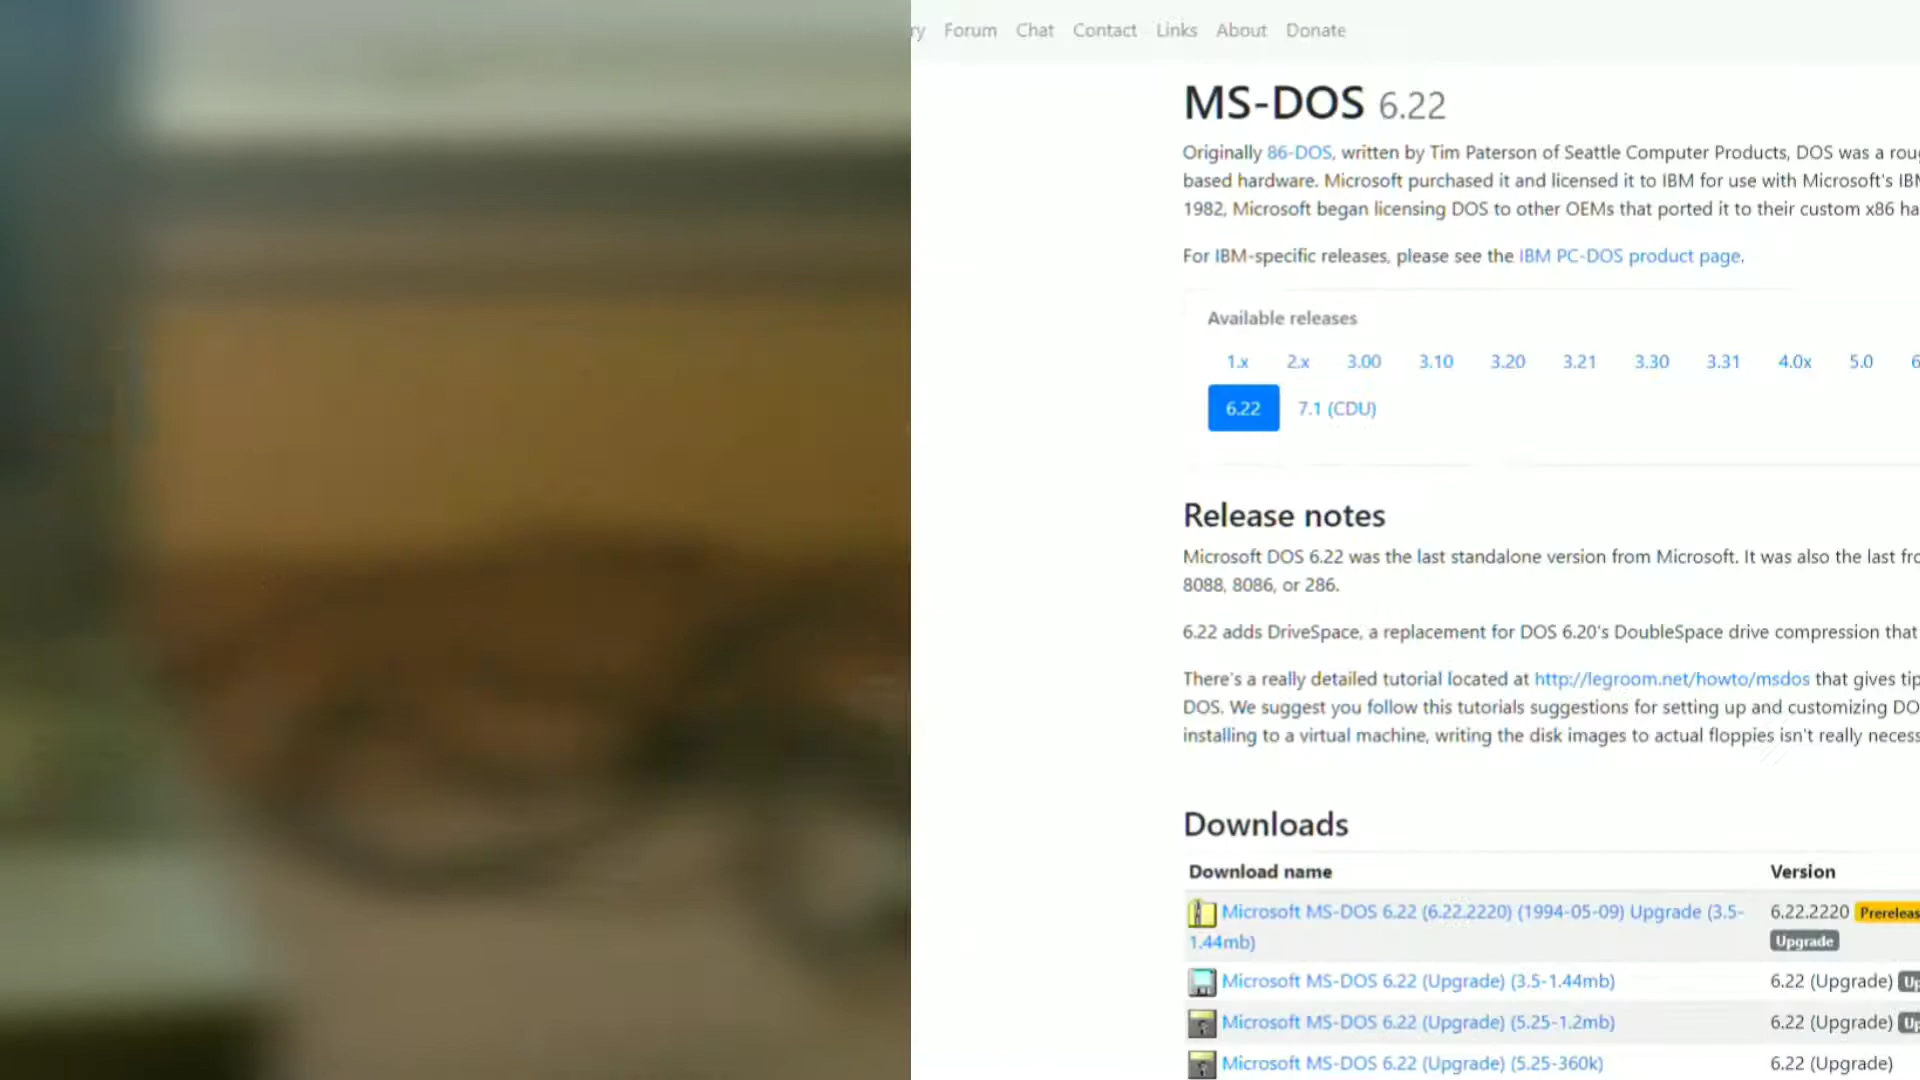 Forum Chat Contact Links About Donate
MS-DOS 6.22
Originally 86-DOS, written by Tim Paterson of Seattle Computer Products, DOS was a
based hardware. Microsoft purchased it and licensed it to IBM for use with Microsoft's
1982, Microsoft began licensing DOS to other OEMs that ported it to their custom x86
For IBM-specific releases, please see the IBM PC-DOS product page.
Available releases
1.x 2.x 3.00 3.10 3.20 3.21 3.30 3.31 4.0x 5.0
6.22 7.1 (CDU)
Release notes
Microsoft DOS 6.22 was the last standalone version from Microsoft. It was also the last
8088, 8086, or 286.
6.22 adds DriveSpace, a replacement for DOS 6.20's DoubleSpace drive compression that
There's a really detailed tutorial located at http://legroom.net/howto/msdos that gives
DOS. We suggest you follow this tutorials suggestions for setting up and customizing
installing to a virtual machine, writing the disk images to actual floppies isn't really
Downloads
Download name Version
Microsoft MS-DOS 6.22 (6.22.2220) (1994-05-09) Upgrade (3.5- 6.22.2220
1.44mb) Upgrade
Microsoft MS-DOS 6.22 (Upgrade) (3.5-1.44mb) 6.22 (Upgrade)
Microsoft MS-DOS 6.22 (Upgrade) (5.25-1.2mb) 6.22 (Upgrade)
Microsoft MS-DOS 6.22 (Upgrade) (5.25-360k) 6.22 (Upgrade)